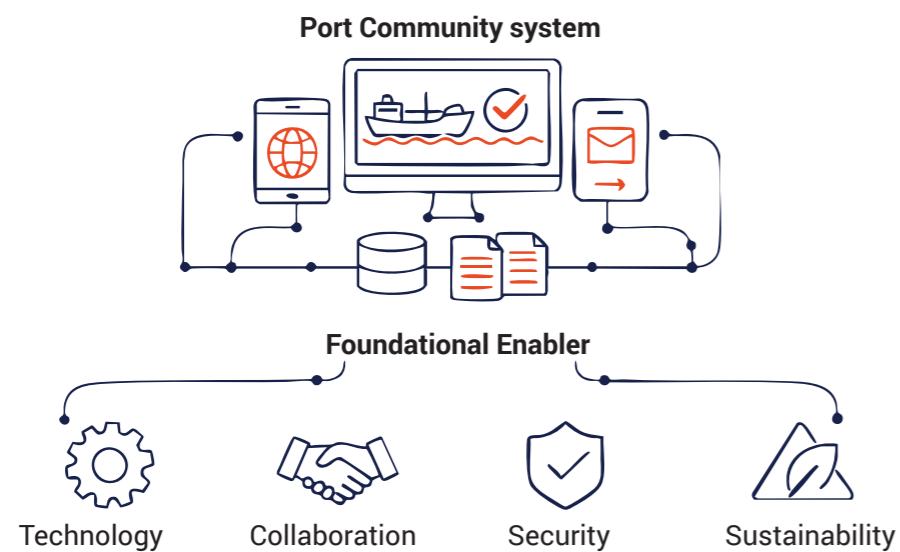 Port Community system
Foundational Enabler
Technology
Collaboration
Security
Sustainability